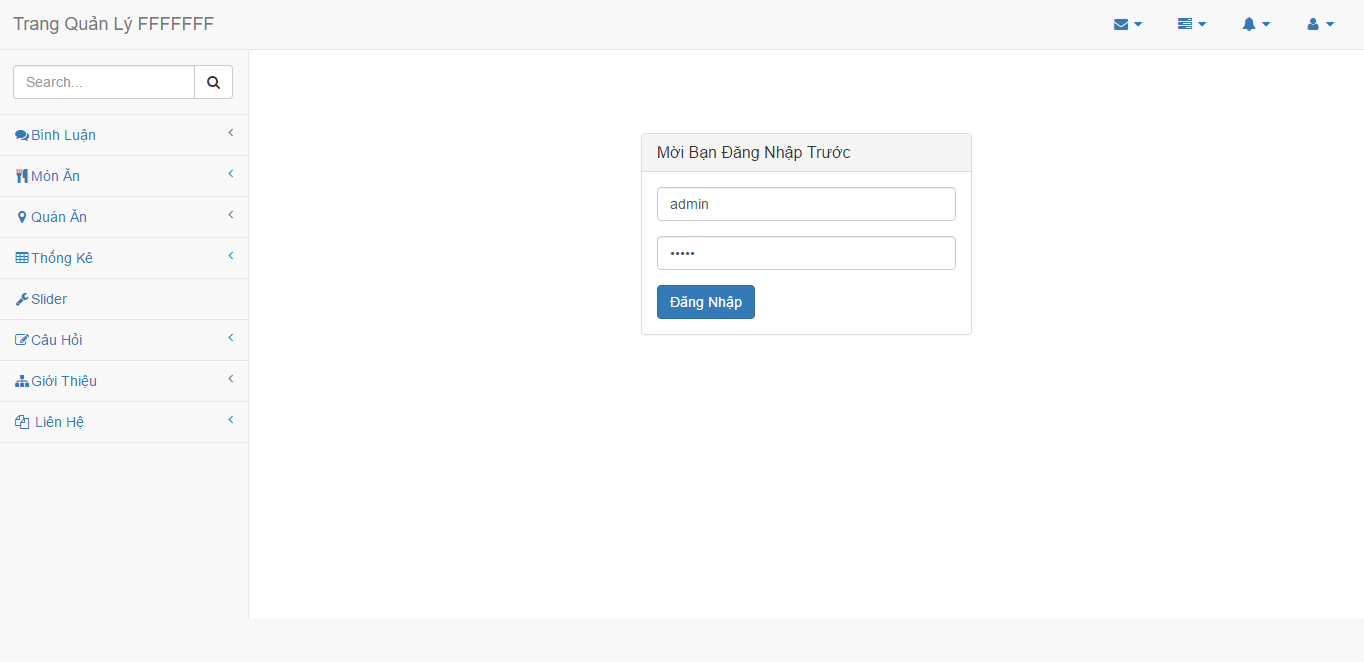 Trang Quản Lý FFFFFFF
Search...
Bình Luận
Món Ăn
Quán Ăn
Thống Kê
Slider
Câu Hỏi
Giới Thiệu
Liên Hệ
Mời Bạn Đăng Nhập Trước
admin
•••••
Đăng Nhập